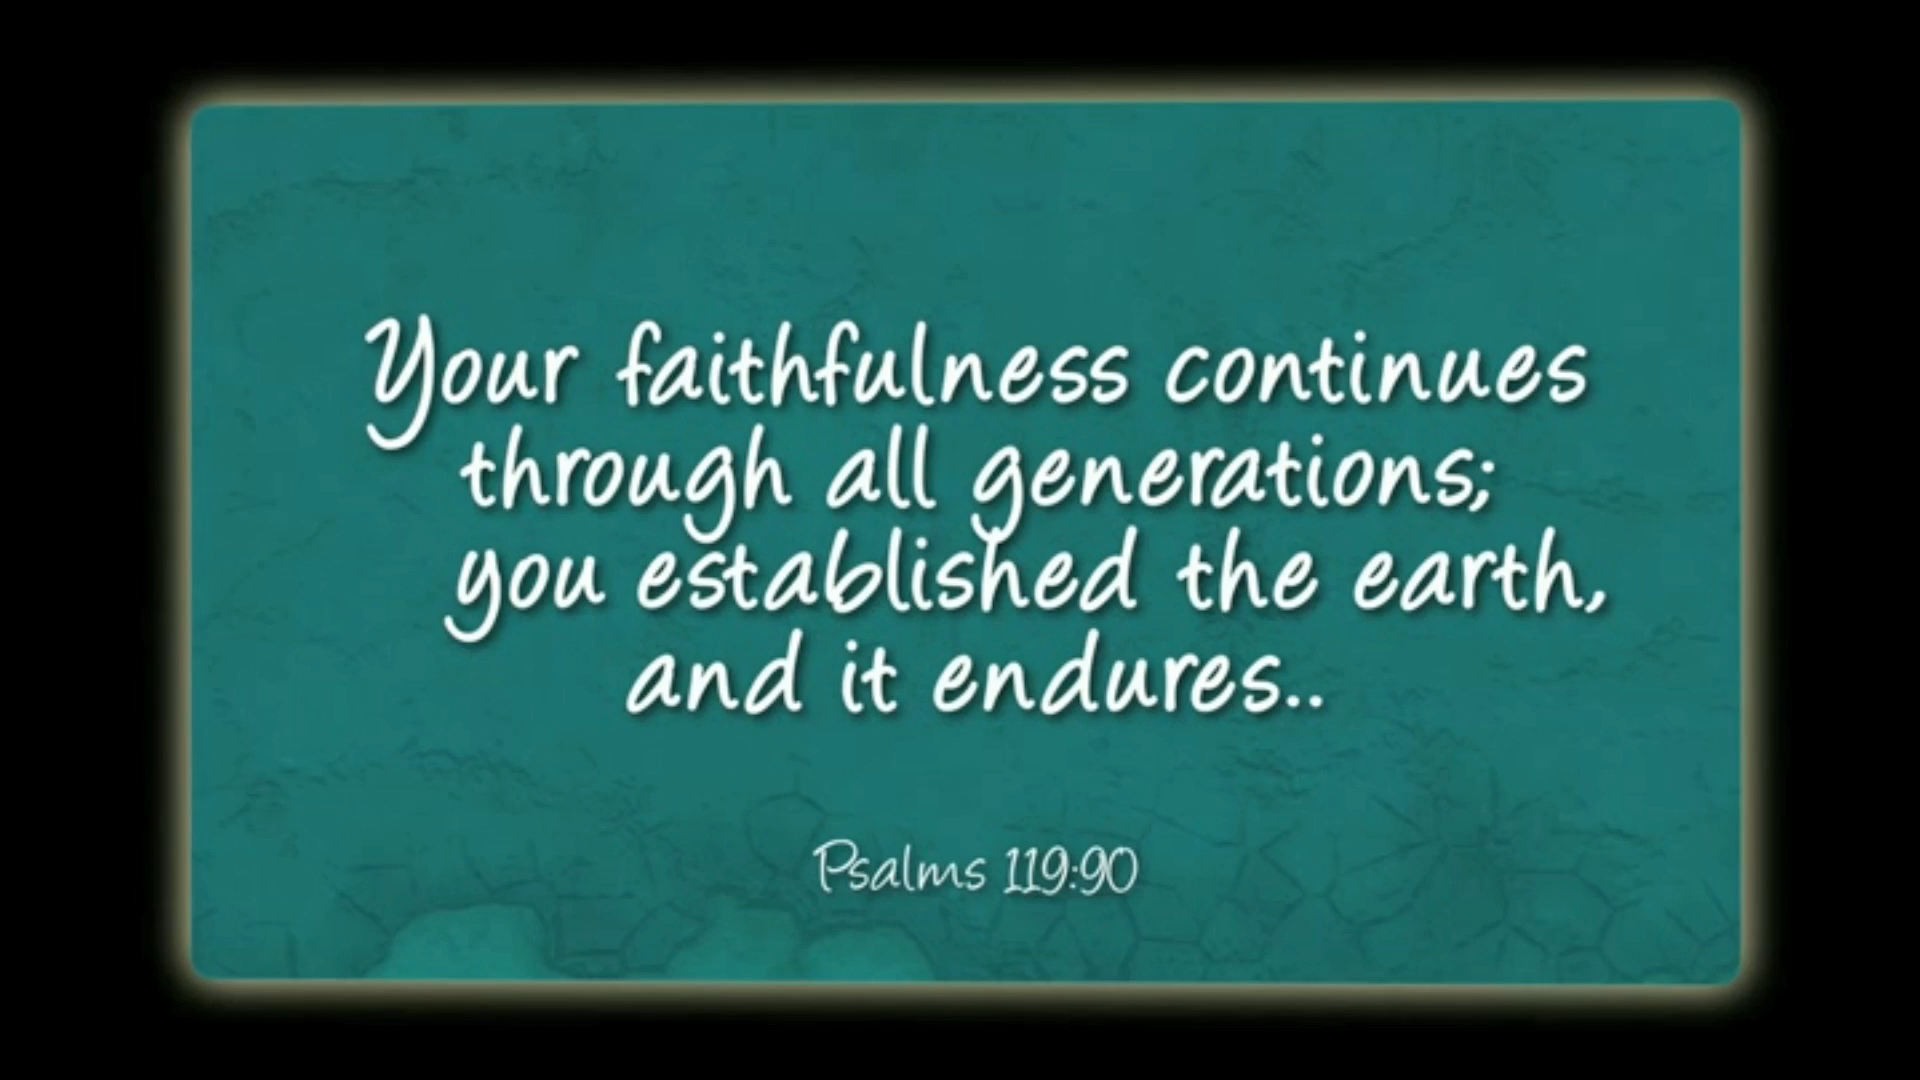 Your faithfulness continues
through all generations;
you established the earth,
and it endures..
Psalms 119:90